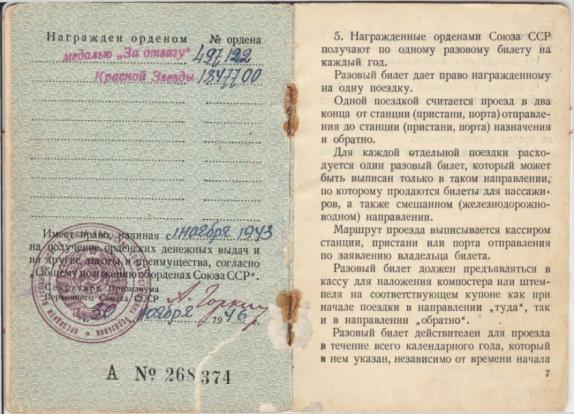 Награжден орденом № ордена
медалью „За отвагу" 497122
Красной Звезды 1847700
Имеет право, начиная с 1 ноября 1943
на получение орденских денежных выдач и
на другие льготы и преимущества, согласно
„Общему положению об орденах Союза ССР".
Секретарь Президиума
Верховного Совета СССР
А. Горкин
„30" ноября 1946 г.
А № 268374
5. Награжденные орденами Союза ССР
получают по одному разовому билету на
каждый год.
Разовый билет дает право награжденному
на одну поездку.
Одной поездкой считается проезд в два
конца от станции (пристани, порта) отправле-
ния до станции (пристани, порта) назначения
и обратно.
Для каждой отдельной поездки расхо-
дуется один разовый билет, который может
быть выписан только в таком направлении,
по которому продаются билеты для пассажи-
ров, а также смешанном (железнодорожно-
водном) направлении.
Маршрут проезда выписывается кассиром
станции, пристани или порта отправления
по заявлению владельца билета.
Разовый билет должен предъявляться в
кассу для наложения компостера или штем-
пеля на соответствующем купоне как при
начале поездки в направлении „туда", так
и в направлении „обратно".
Разовый билет действителен для проезда
в течение всего календарного года, который
в нем указан, независимо от времени начала
7